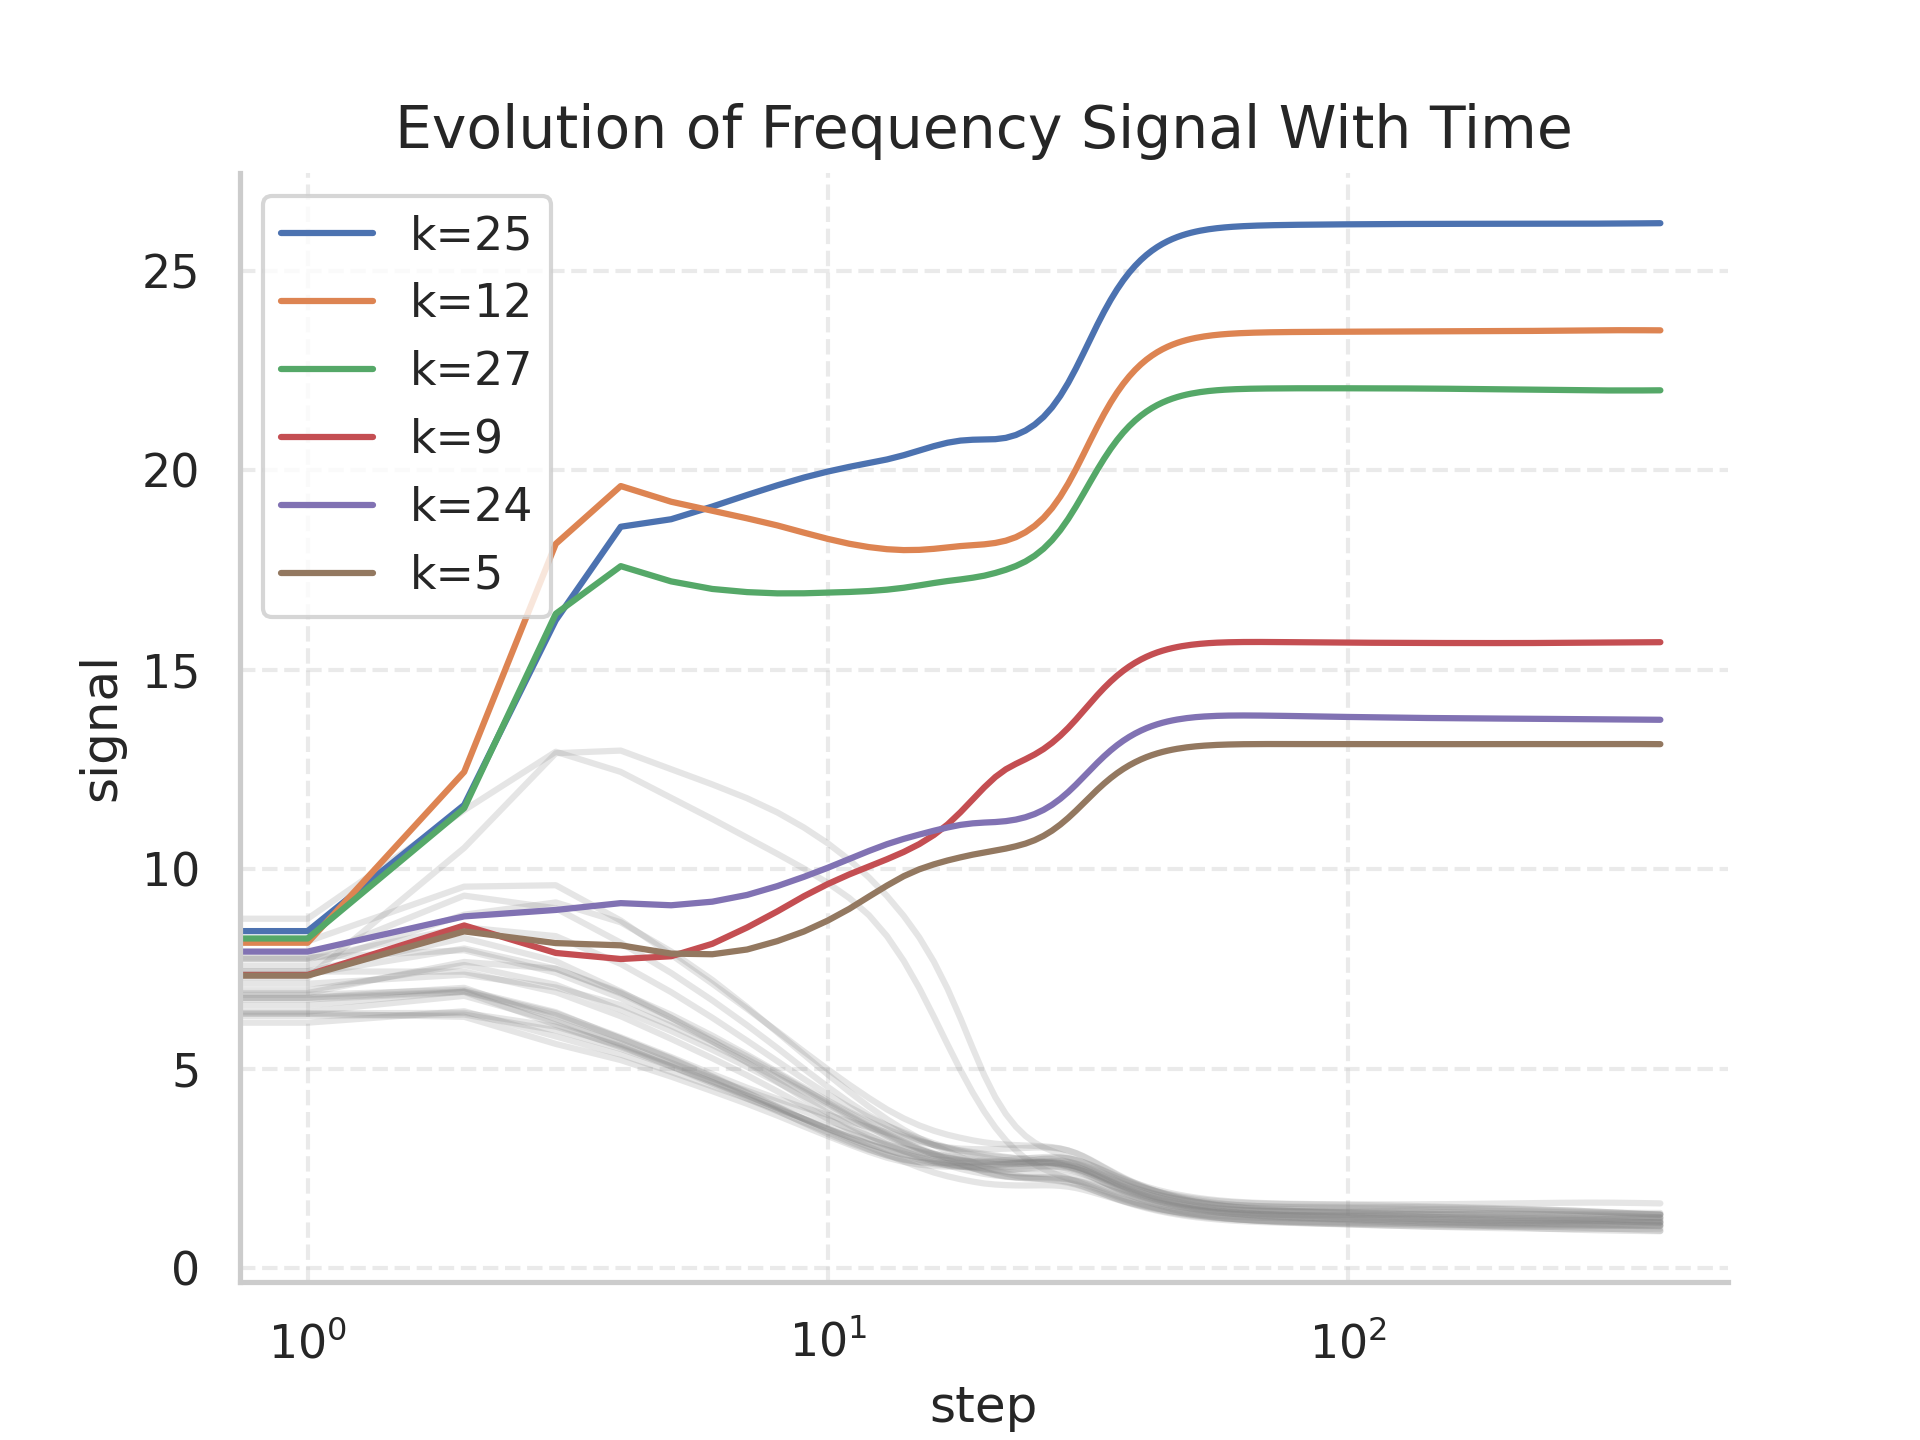 Evolution of Frequency Signal With Time
k=25
k=12
k=27
k=9
k=24
k=5
25
20
15
10
5
0
signal
10⁰
10¹
10²
step